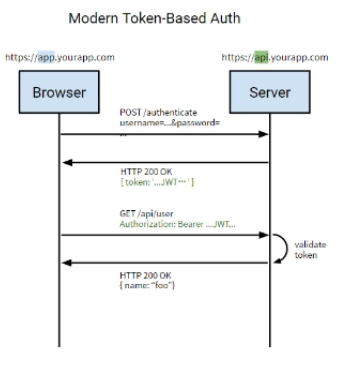 Modern Token-Based Auth
https://app.yourapp.com
https://api.yourapp.com
Browser
Server
POST /authenticate
username=...&password=
...
HTTP 200 OK
{ token: '...JWT...' }
GET /api/user
Authorization: Bearer ...JWT...
validate
token
HTTP 200 OK
{ name: "foo"}